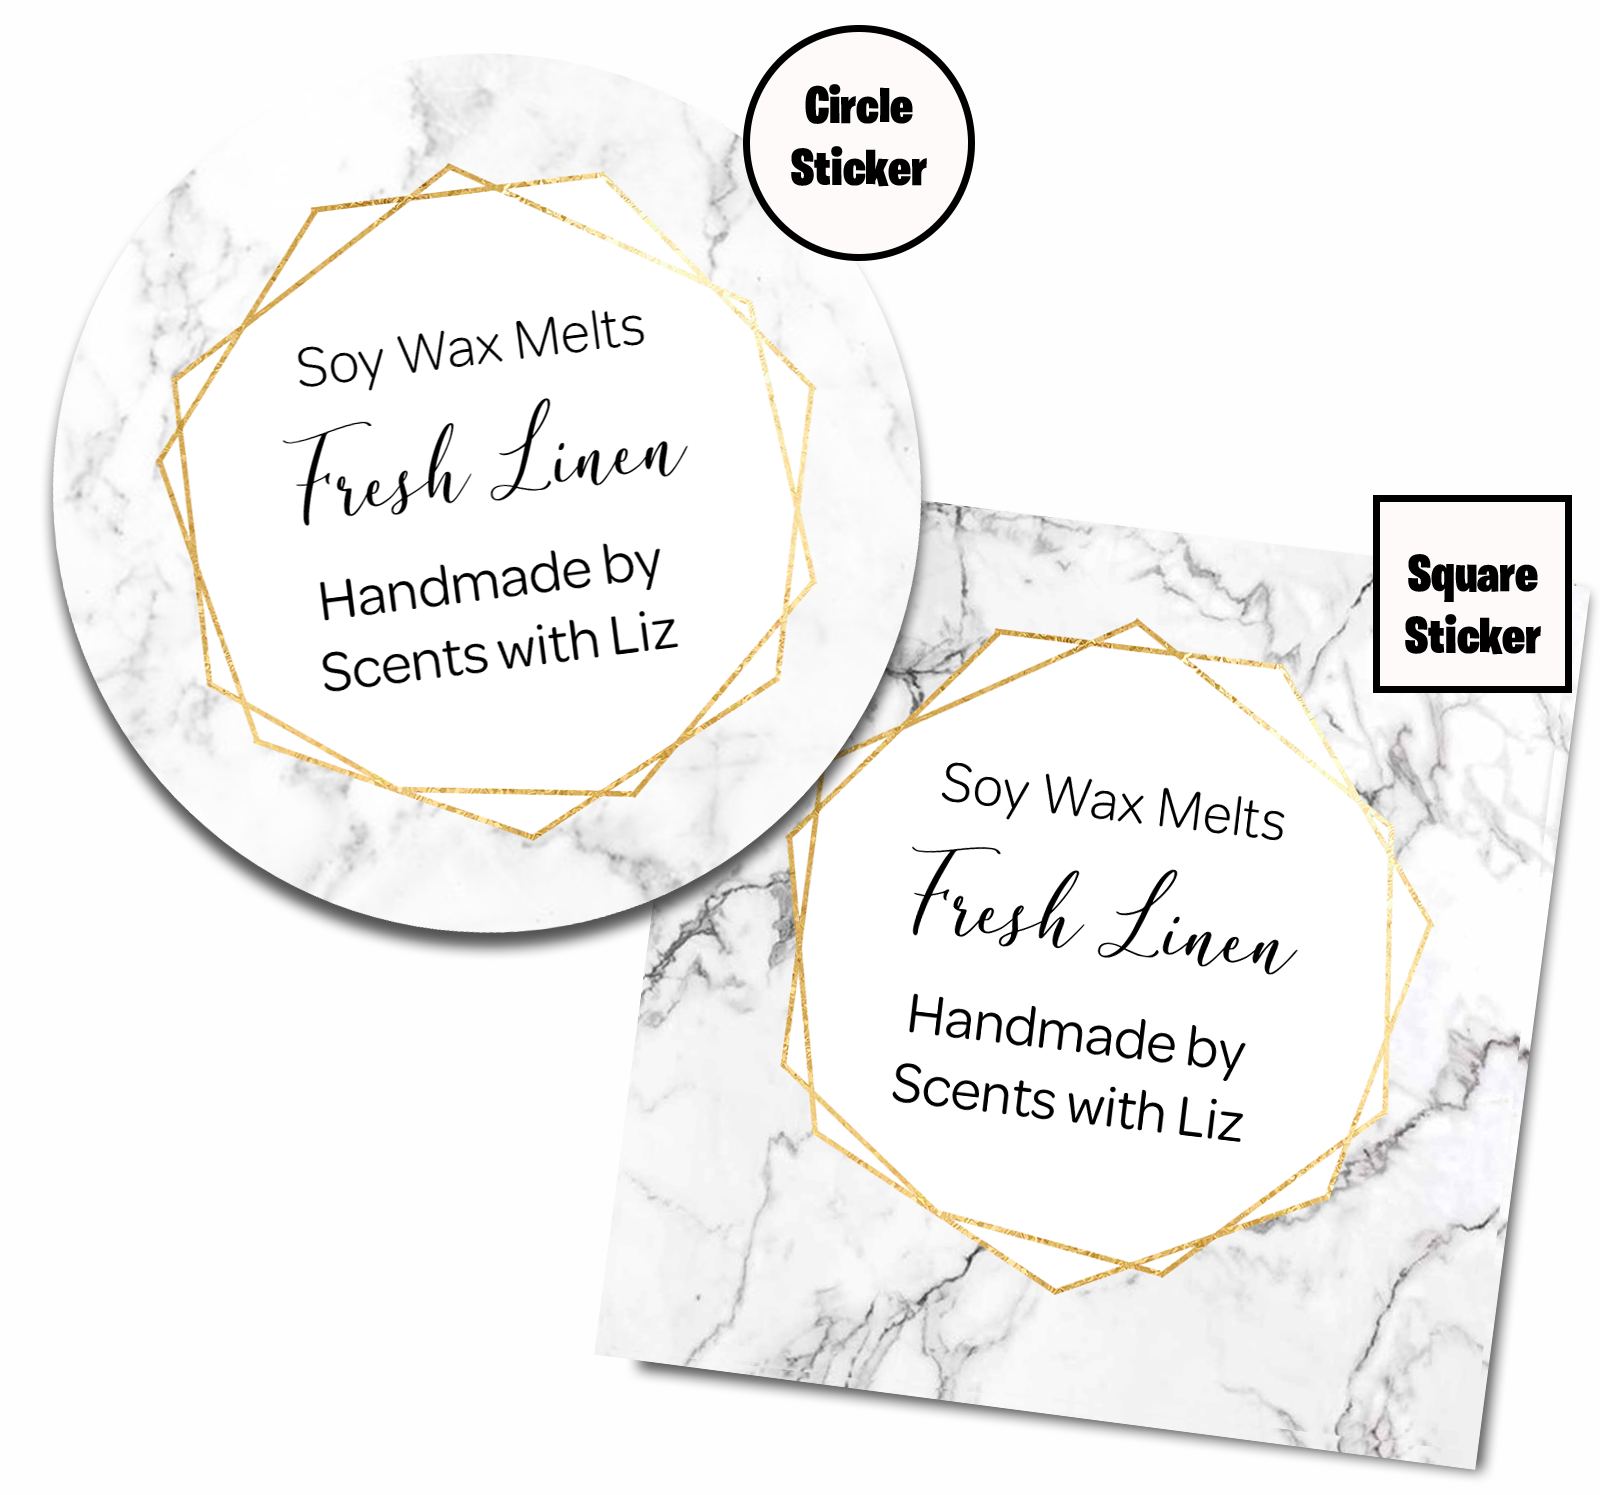 Circle
Sticker
Soy Wax Melts
Fresh Linen
Handmade by
Scents with Liz
Square
Sticker
Soy Wax Melts
Fresh Linen
Handmade by
Scents with Liz